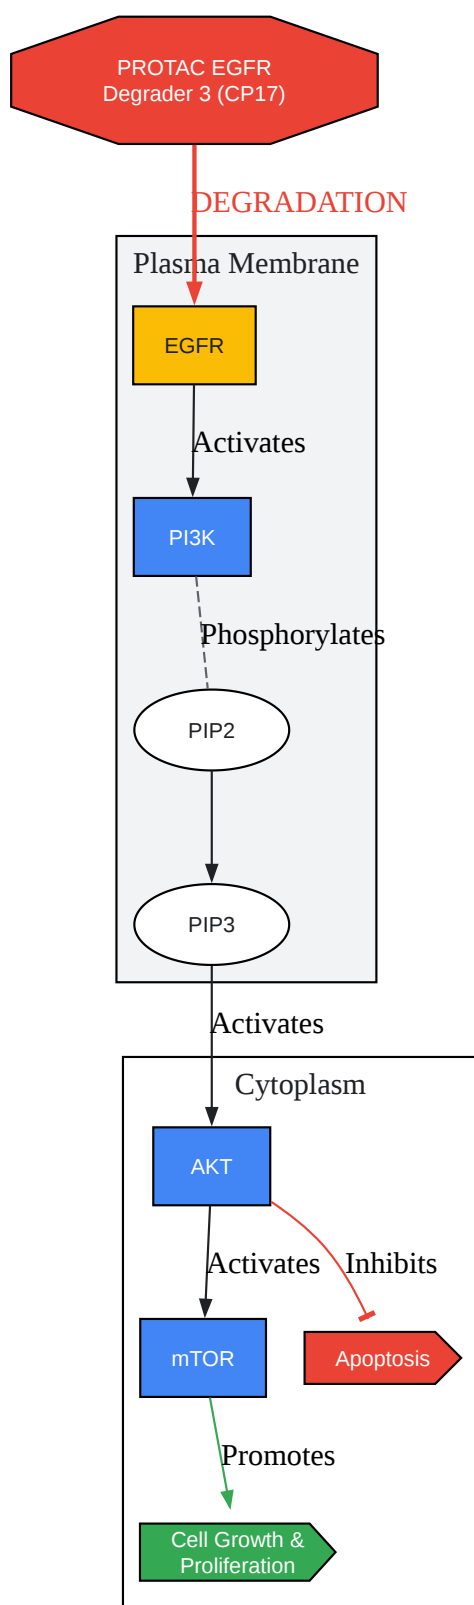 PROTAC EGFR
Degrader 3 (CP17)
DEGRADATION
Plasma Membrane
EGFR
Activates
PI3K
Phosphorylates
PIP2
PIP3
Activates
Cytoplasm
AKT
Activates
Inhibits
mTOR
Apoptosis
Promotes
Cell Growth &
Proliferation